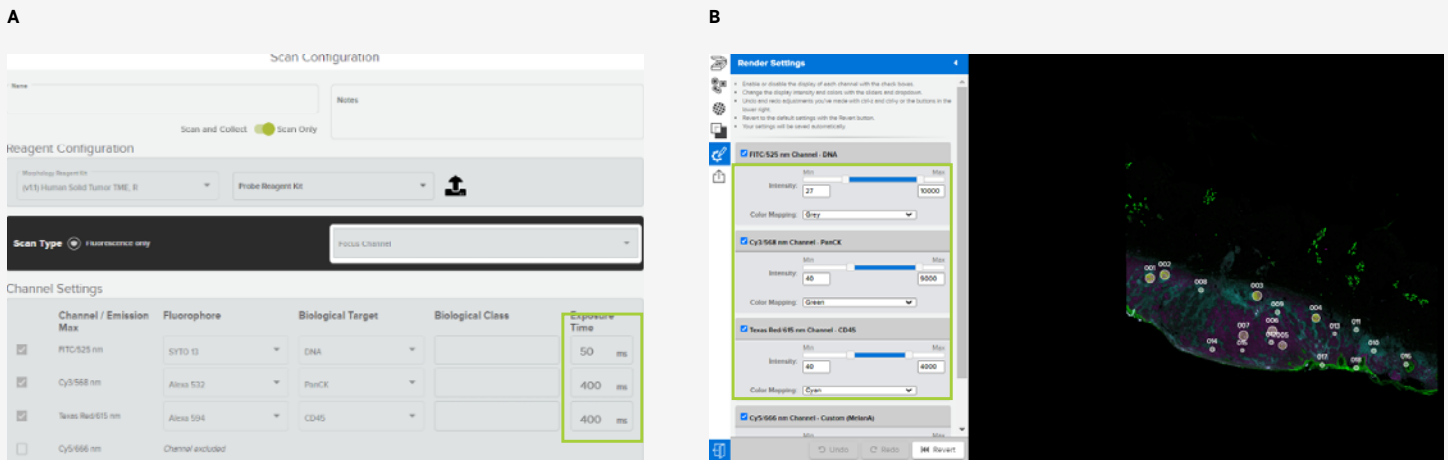 A
Scan Configuration
Name
Notes
Scan and Collect Scan Only
Reagent Configuration
Morphology Reagent Kit
(v1.1) Human Solid Tumor TME, R
Probe Reagent Kit
Scan Type Fluorescence only
Focus Channel
Channel Settings
Channel / Emission Max Fluorophore Biological Target Biological Class Exposure Time
FITC/525 nm SYTO 13 DNA 50 ms
Cy3/568 nm Alexa 532 PanCK 400 ms
Texas Red/615 nm Alexa 594 CD45 400 ms
Cy5/666 nm Channel excluded
B
Render Settings
Enable or disable the display of each channel with the check boxes.
Change the display intensity and colors with the sliders and dropdown.
Undo and redo adjustments you've made with ctrl-z and ctrl-y or the buttons in the
lower right.
Revert to the default settings with the Revert button.
Your settings will be saved automatically.
FITC/525 nm Channel - DNA
Min Max
Intensity: 27 10000
Color Mapping: Grey
Cy3/568 nm Channel - PanCK
Min Max
Intensity: 40 9000
Color Mapping: Green
Texas Red/615 nm Channel - CD45
Min Max
Intensity: 40 4000
Color Mapping: Cyan
Cy5/666 nm Channel - Custom (MelanA)
Min Max
Undo Redo Revert
001 002
008
003
009
004
006
007
013 011
005
014
010
017
018